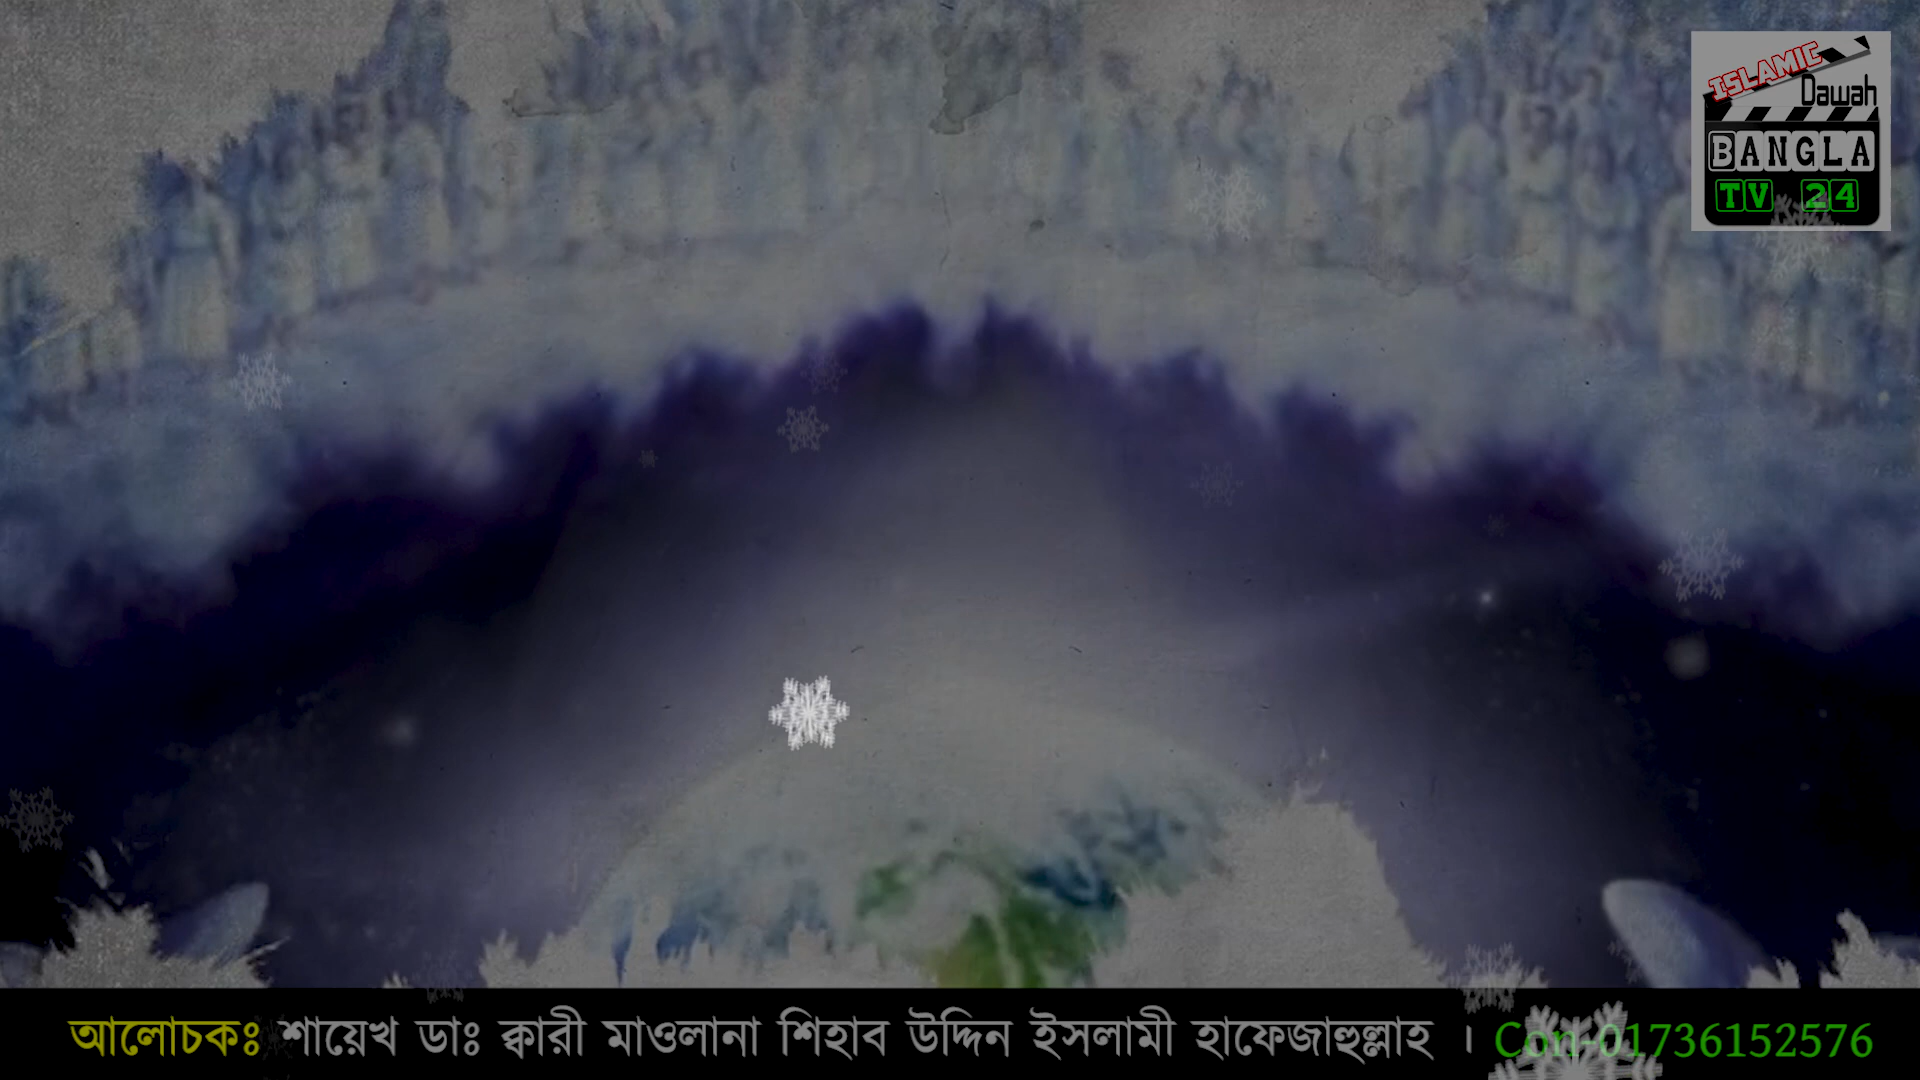 ISLAMIC
Dawah
BANGLA
TV 24
আলোচকঃ শায়েখ ডাঃ ক্বারী মাওলানা শিহাব উদ্দিন ইসলামী হাফেজাহুল্লাহ । Con-01736152576